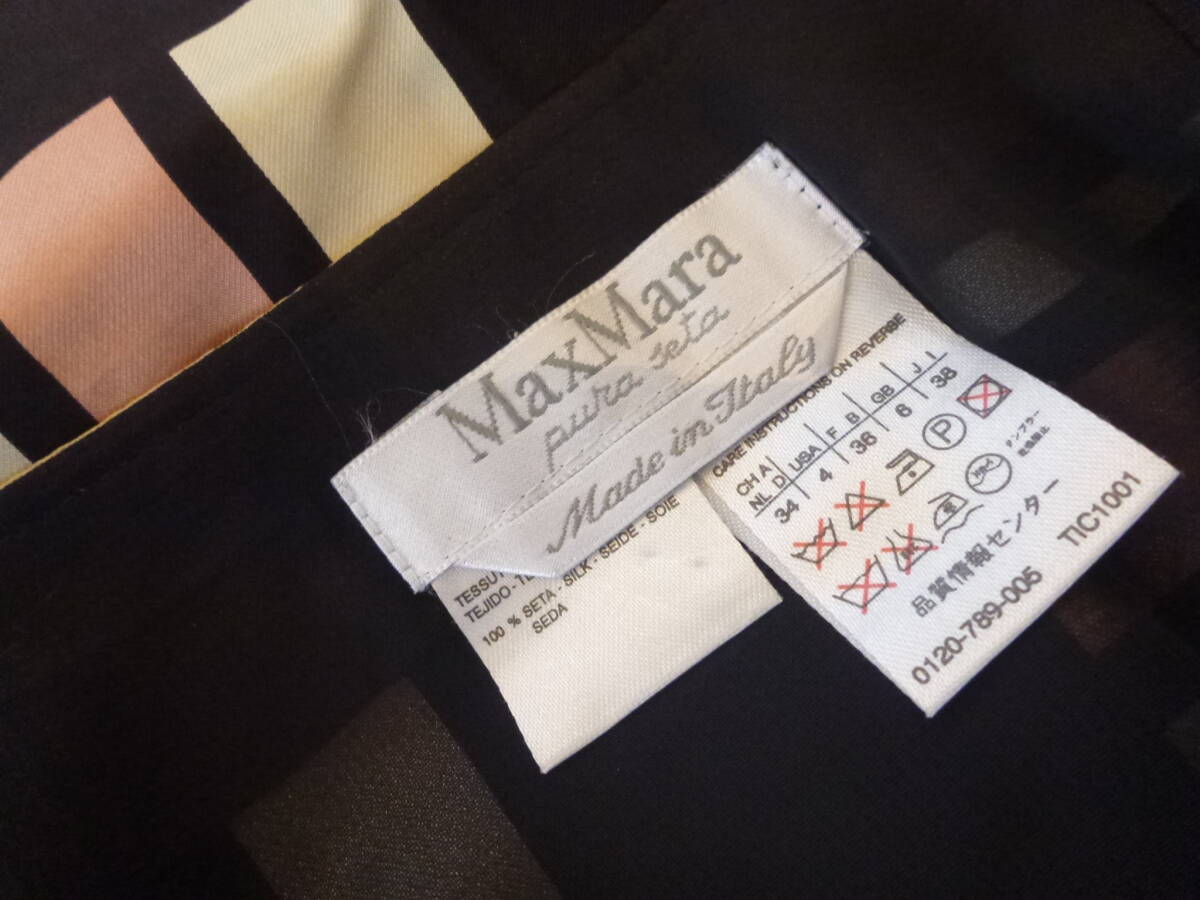 MaxMara
pura seta
Made in Italy
TESSUT
TEJIDO - TE
100 % SETA - SILK - SEIDE - SOIE
SEDA
CARE INSTRUCTIONS ON REVERSE
CH A USA F B GB J I
NL D
34 4 36 6 38
P
タンブラー
乾燥禁止
品質情報センター
0120-789-005
TIC1001